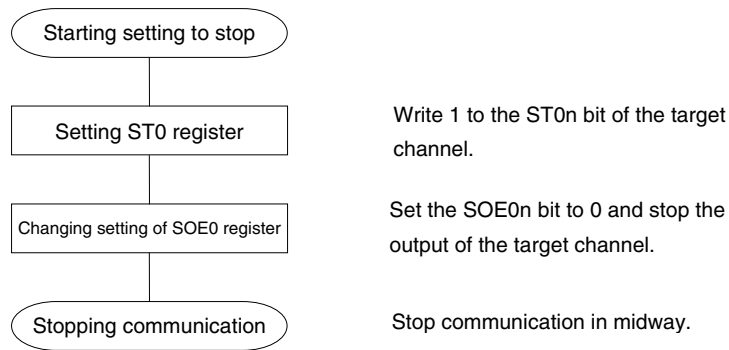 Starting setting to stop
Setting ST0 register
Write 1 to the ST0n bit of the target
channel.
Changing setting of SOE0 register
Set the SOE0n bit to 0 and stop the
output of the target channel.
Stopping communication
Stop communication in midway.